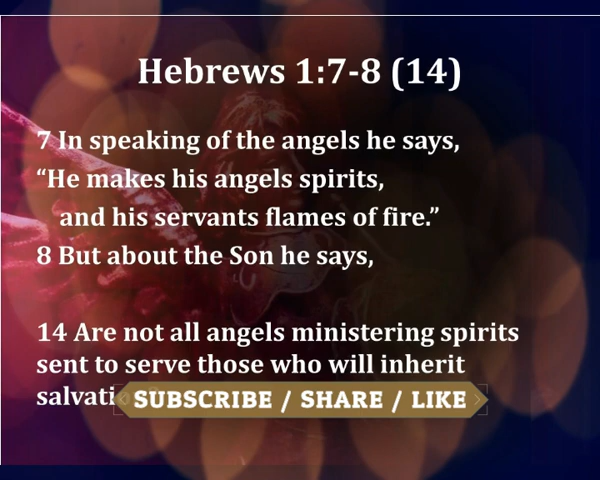 Hebrews 1:7-8 (14)
7 In speaking of the angels he says,
“He makes his angels spirits,
and his servants flames of fire.”
8 But about the Son he says,
14 Are not all angels ministering spirits
sent to serve those who will inherit
salvati
SUBSCRIBE / SHARE / LIKE